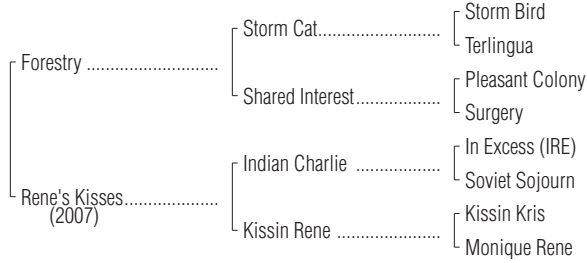 Storm Bird
Storm Cat........................
Terlingua
Forestry ..........................
Pleasant Colony
Shared Interest................
Surgery
In Excess (IRE)
Indian Charlie ................
Soviet Sojourn
Rene's Kisses..................
(2007)
Kissin Kris
Kissin Rene ....................
Monique Rene